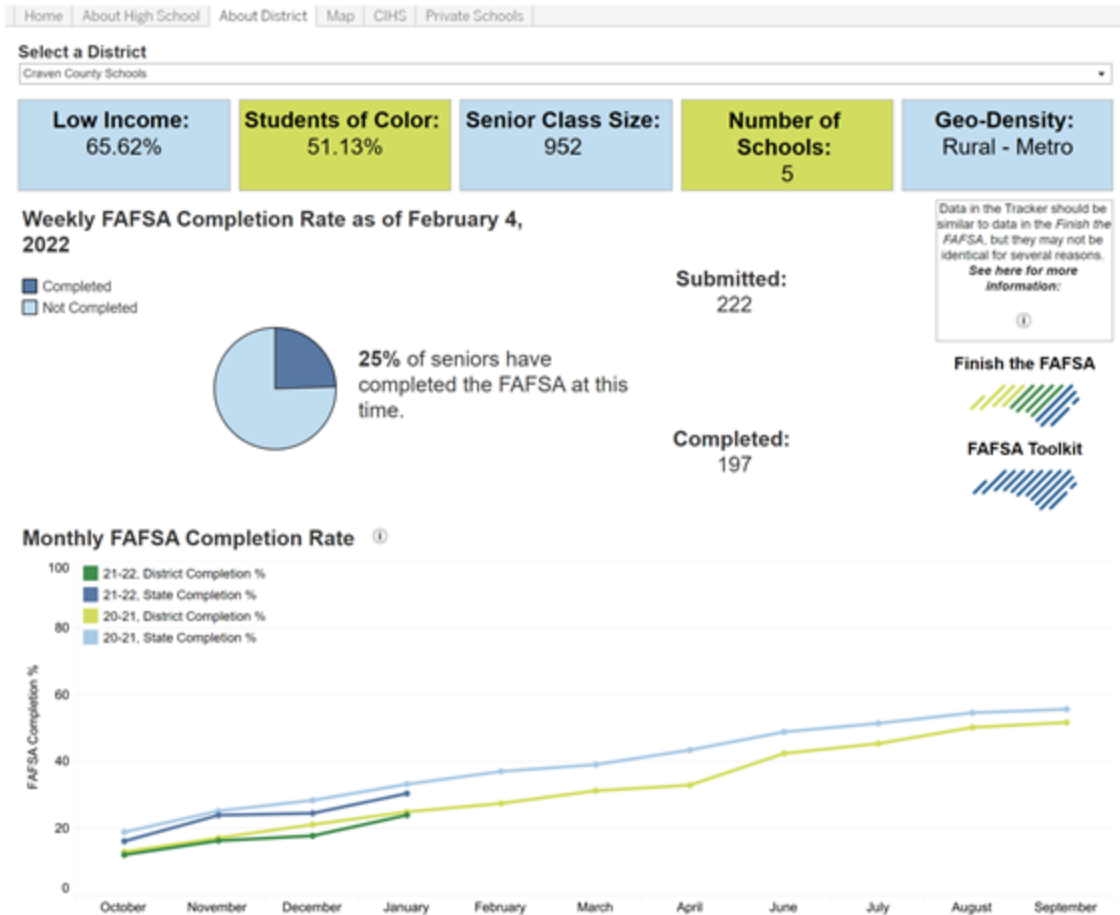 Home
About High School
About District
Map
CIHS
Private Schools
Select a District
Craven County Schools
Low Income:
65.62%
Students of Color:
51.13%
Senior Class Size:
952
Number of
Schools:
5
Geo-Density:
Rural - Metro
Weekly FAFSA Completion Rate as of February 4,
2022
Completed
Not Completed
25% of seniors have
completed the FAFSA at this
time.
Submitted:
222
Completed:
197
Data in the Tracker should be
similar to data in the Finish the
FAFSA, but they may not be
identical for several reasons.
See here for more
information:
Finish the FAFSA
FAFSA Toolkit
Monthly FAFSA Completion Rate
21-22, District Completion %
21-22, State Completion %
20-21, District Completion %
20-21, State Completion %
FAFSA Completion %
100
80
60
40
20
0
October
November
December
January
February
March
April
June
July
August
September